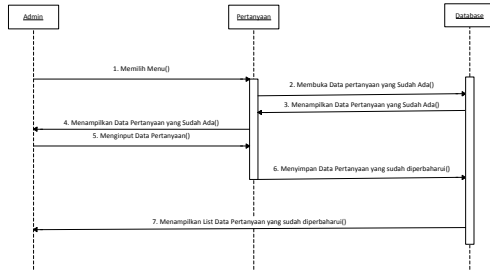 Admin
Pertanyaan
Database
1. Memilih Menu()
2. Membuka Data pertanyaan yang Sudah Ada()
3. Menampilkan Data Pertanyaan yang Sudah Ada()
4. Menampilkan Data Pertanyaan yang Sudah Ada()
5. Menginput Data Pertanyaan()
6. Menyimpan Data Pertanyaan yang sudah diperbaharui()
7. Menampilkan List Data Pertanyaan yang sudah diperbaharui()